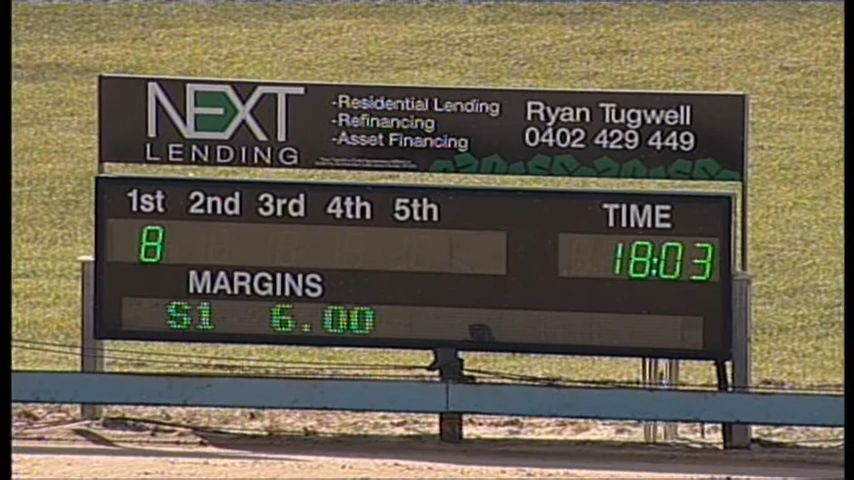 NEXT
LENDING
-Residential Lending
-Refinancing
-Asset Financing
Ryan Tugwell
0402 429 449
1st 2nd 3rd 4th 5th TIME
8 18:03
MARGINS
S1 6.00